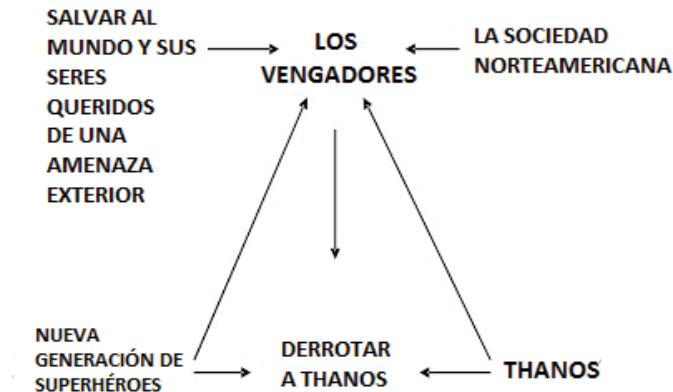 SALVAR AL
MUNDO Y SUS
SERES
QUERIDOS
DE UNA
AMENAZA
EXTERIOR
LOS
VENGADORES
LA SOCIEDAD
NORTEAMERICANA
NUEVA
GENERACIÓN DE
SUPERHÉROES
DERROTAR
A THANOS
THANOS